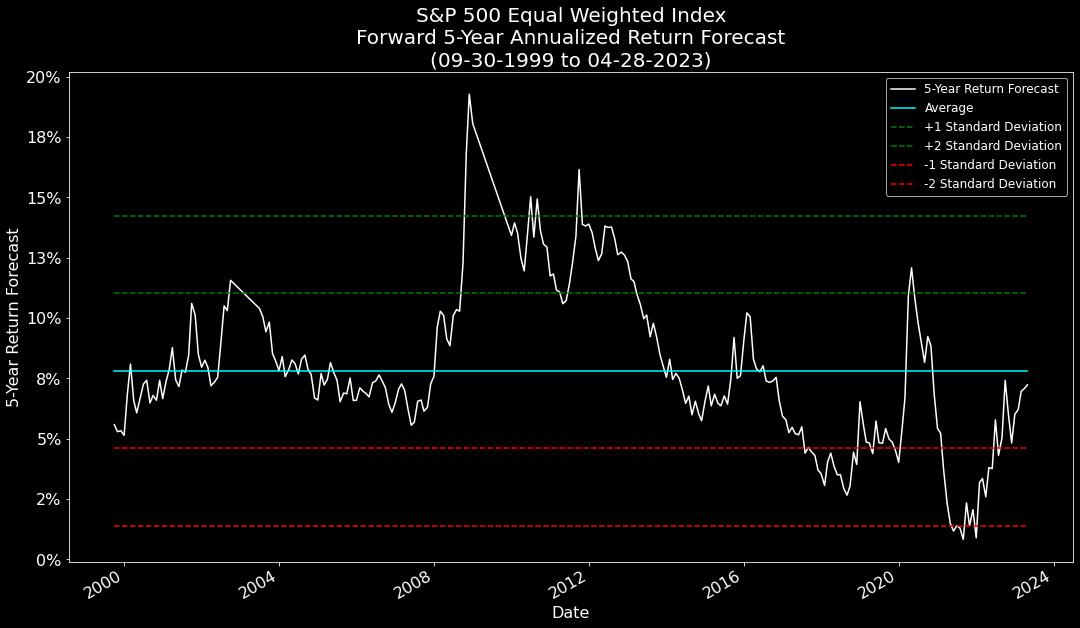 S&P 500 Equal Weighted Index
Forward 5-Year Annualized Return Forecast
(09-30-1999 to 04-28-2023)
5-Year Return Forecast
20%
18%
15%
13%
10%
8%
5%
2%
0%
5-Year Return Forecast
Average
+1 Standard Deviation
+2 Standard Deviation
-1 Standard Deviation
-2 Standard Deviation
2000
2004
2008
2012
2016
2020
2024
Date